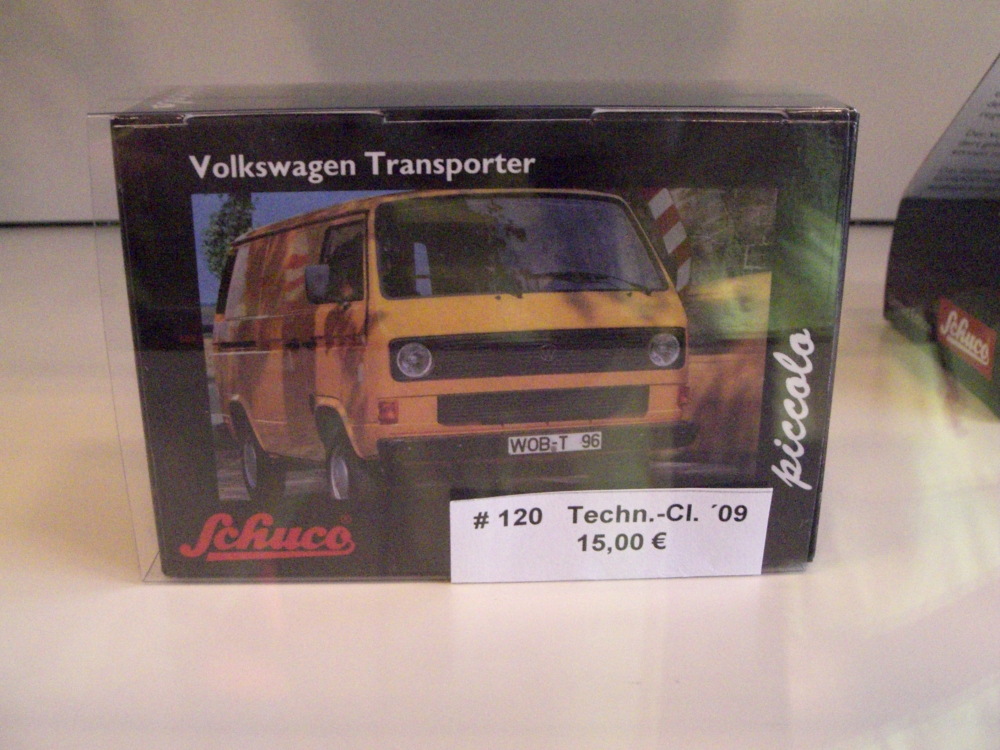 Volkswagen Transporter
WOB-T 96
piccolo
Schuco
# 120 Techn.-Cl. ´09
15,00 €
Schuco